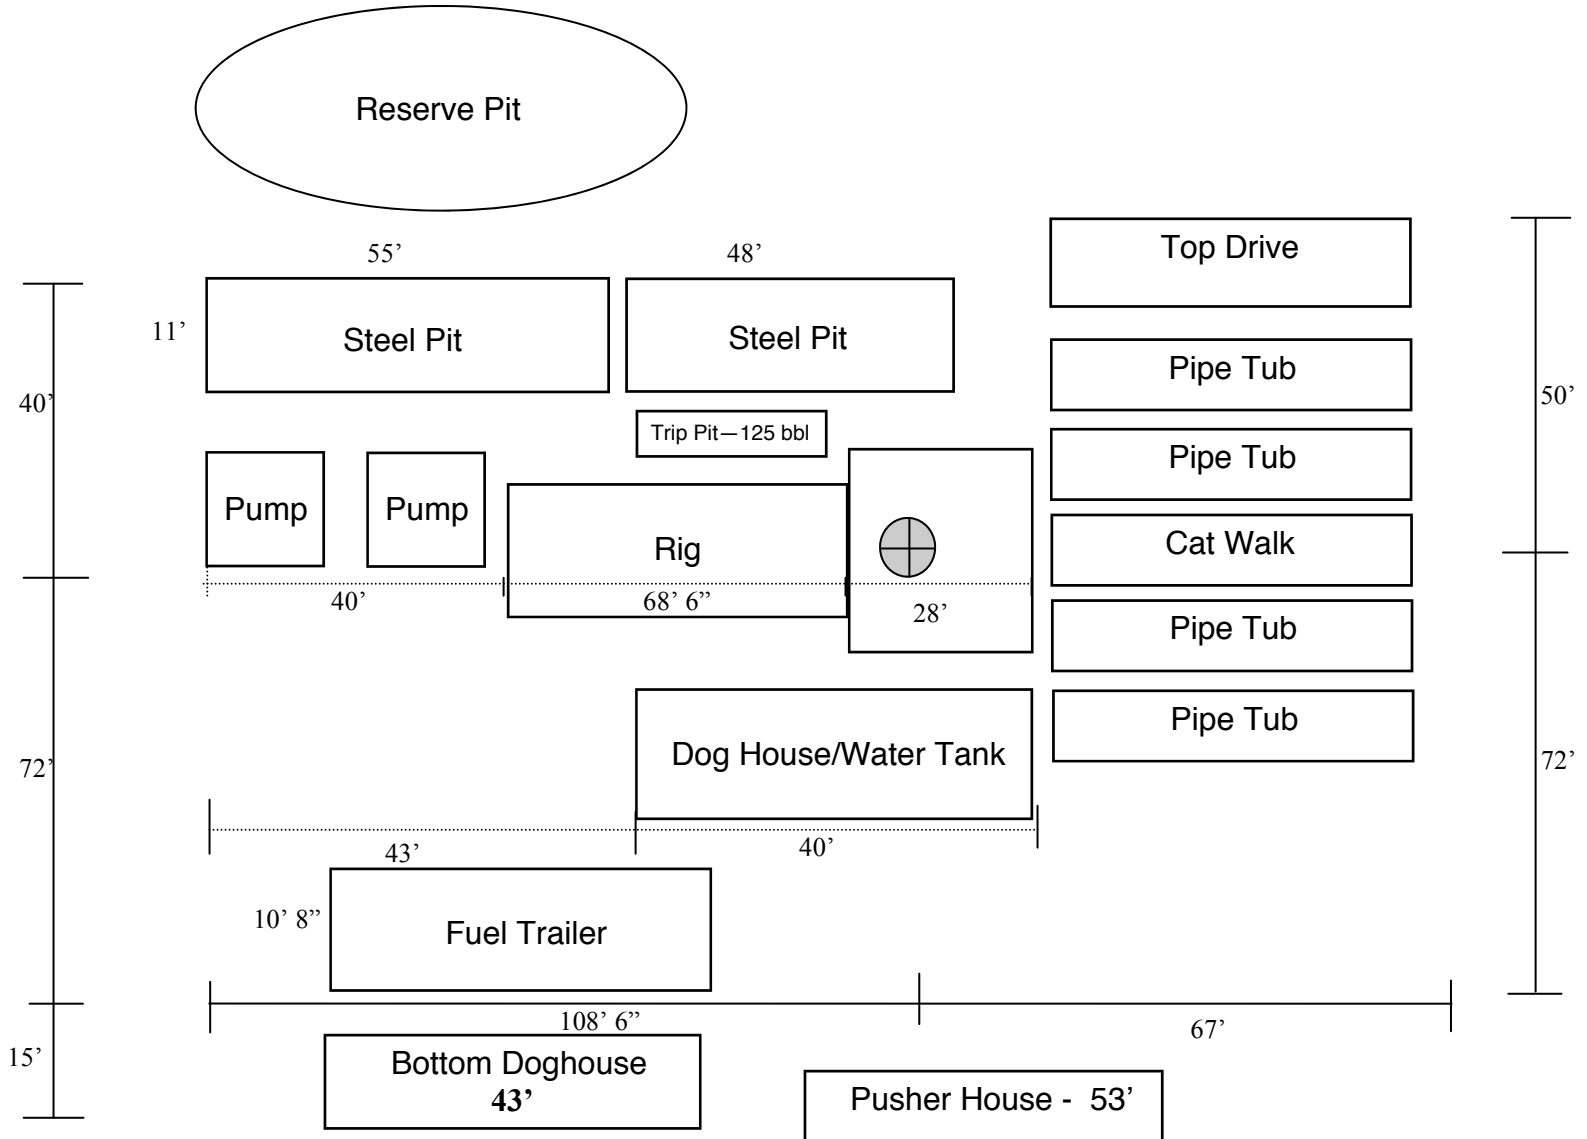 Reserve Pit
55’
48’
Top Drive
11’
Steel Pit
Steel Pit
Pipe Tub
40’
50’
Trip Pit—125 bbl
Pipe Tub
Pump
Pump
Rig
Cat Walk
40’
68’ 6”
28’
Pipe Tub
Pipe Tub
72’
Dog House/Water Tank
72’
43’
40’
10’ 8”
Fuel Trailer
108’ 6”
67’
15’
Bottom Doghouse
43’
Pusher House - 53’